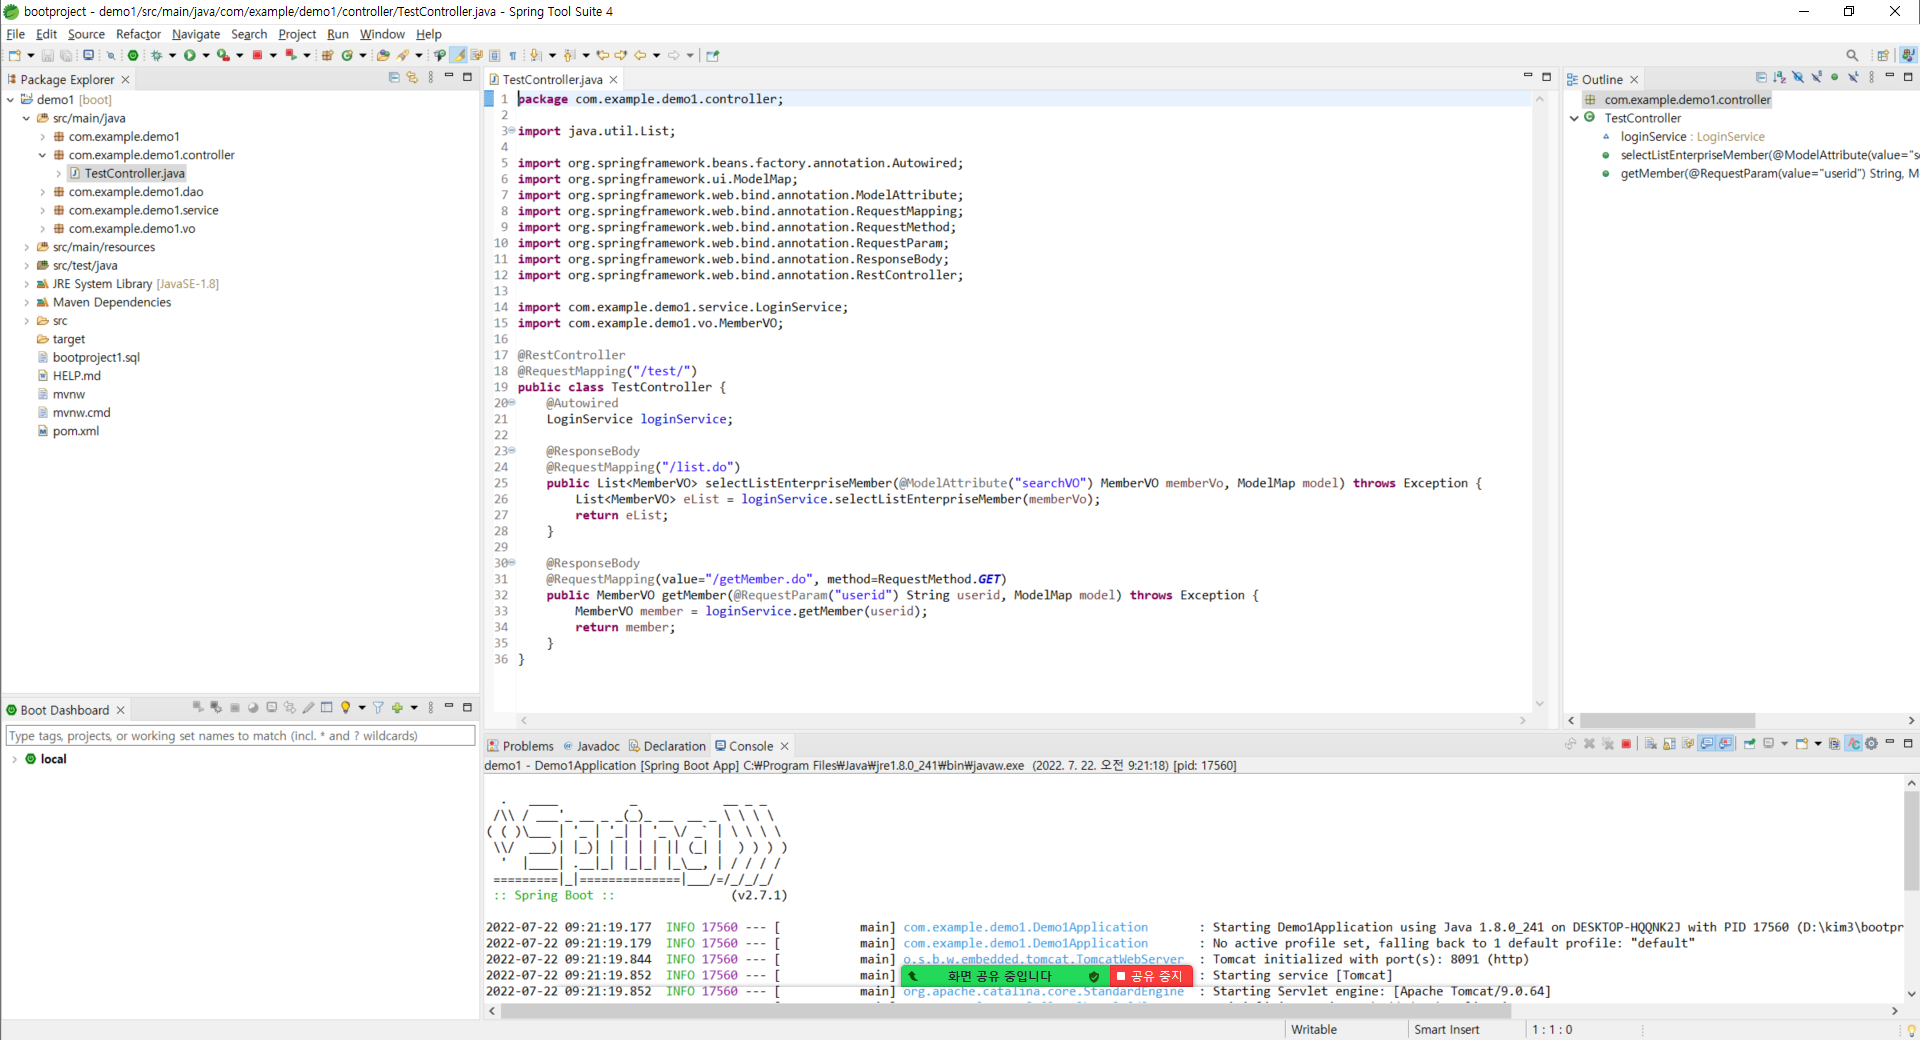 bootproject - demo1/src/main/java/com/example/demo1/controller/TestController.java - Spring Tool Suite 4
File Edit Source Refactor Navigate Search Project Run Window Help
Package Explorer
demo1 [boot]
src/main/java
com.example.demo1
com.example.demo1.controller
TestController.java
com.example.demo1.dao
com.example.demo1.service
com.example.demo1.vo
src/main/resources
src/test/java
JRE System Library [JavaSE-1.8]
Maven Dependencies
src
target
bootproject1.sql
HELP.md
mvnw
mvnw.cmd
pom.xml
Boot Dashboard
Type tags, projects, or working set names to match (incl. * and ? wildcards)
local
TestController.java
1 package com.example.demo1.controller;
2
3 import java.util.List;
4
5 import org.springframework.beans.factory.annotation.Autowired;
6 import org.springframework.ui.ModelMap;
7 import org.springframework.web.bind.annotation.ModelAttribute;
8 import org.springframework.web.bind.annotation.RequestMapping;
9 import org.springframework.web.bind.annotation.RequestMethod;
10 import org.springframework.web.bind.annotation.RequestParam;
11 import org.springframework.web.bind.annotation.ResponseBody;
12 import org.springframework.web.bind.annotation.RestController;
13
14 import com.example.demo1.service.LoginService;
15 import com.example.demo1.vo.MemberVO;
16
17 @RestController
18 @RequestMapping("/test/")
19 public class TestController {
20 @Autowired
21 LoginService loginService;
22
23 @ResponseBody
24 @RequestMapping("/list.do")
25 public List<MemberVO> selectListEnterpriseMember(@ModelAttribute("searchVO") MemberVO memberVo, ModelMap model) throws Exception {
26 List<MemberVO> eList = loginService.selectListEnterpriseMember(memberVo);
27 return eList;
28 }
29
30 @ResponseBody
31 @RequestMapping(value="/getMember.do", method=RequestMethod.GET)
32 public MemberVO getMember(@RequestParam("userid") String userid, ModelMap model) throws Exception {
33 MemberVO member = loginService.getMember(userid);
34 return member;
35 }
36 }
Outline
com.example.demo1.controller
TestController
loginService : LoginService
selectListEnterpriseMember(@ModelAttribute(value="s
getMember(@RequestParam(value="userid") String, M
Problems Javadoc Declaration Console
demo1 - Demo1Application [Spring Boot App] C:₩Program Files₩Java₩jre1.8.0_241₩bin₩javaw.exe (2022. 7. 22. 오전 9:21:18) [pid: 17560]
Spring
:: Spring Boot :: (v2.7.1)
2022-07-22 09:21:19.177 INFO 17560 --- [ main] com.example.demo1.Demo1Application : Starting Demo1Application using Java 1.8.0_241 on DESKTOP-HQQNK2J with PID 17560 (D:\kim3\bootpr
2022-07-22 09:21:19.179 INFO 17560 --- [ main] com.example.demo1.Demo1Application : No active profile set, falling back to 1 default profile: "default"
2022-07-22 09:21:19.844 INFO 17560 --- [ main] o.s.b.w.embedded.tomcat.TomcatWebServer : Tomcat initialized with port(s): 8091 (http)
2022-07-22 09:21:19.852 INFO 17560 --- [ main] : Starting service [Tomcat]
화면 공유 중입니다 공유 중지
2022-07-22 09:21:19.852 INFO 17560 --- [ main] org.apache.catalina.core.StandardEngine : Starting Servlet engine: [Apache Tomcat/9.0.64]
Writable Smart Insert 1 : 1 : 0